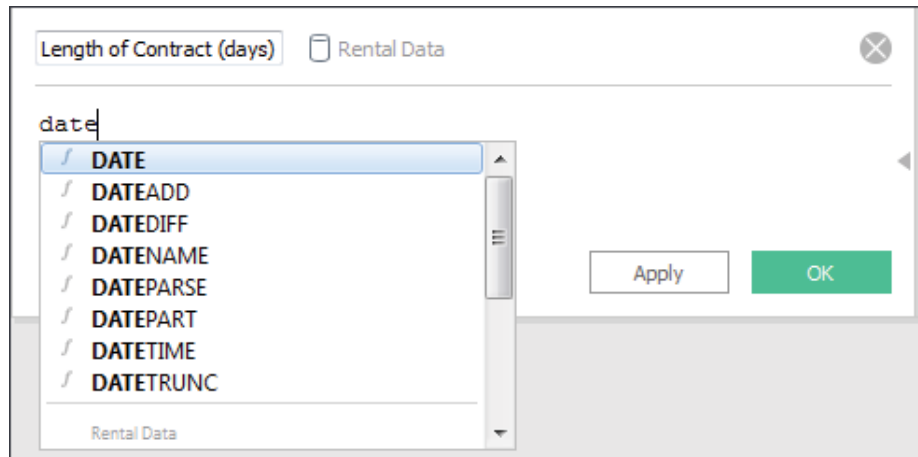 Length of Contract (days) Rental Data
date
f DATE
f DATEADD
f DATEDIFF
f DATENAME
f DATEPARSE
f DATEPART
f DATETIME
f DATETRUNC
Rental Data
Apply OK